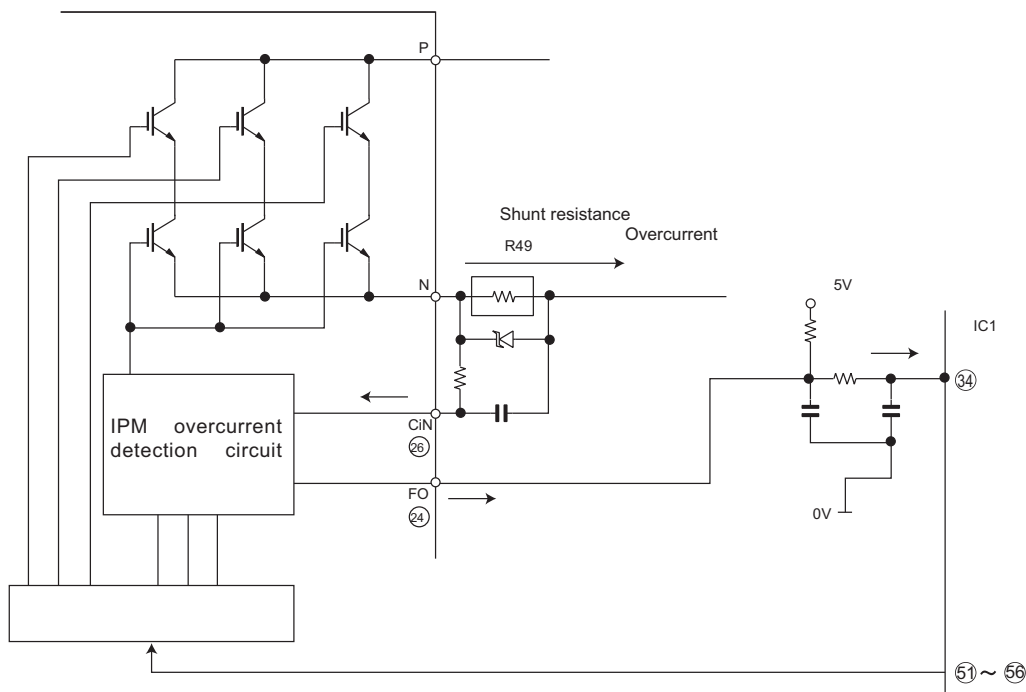 P
Shunt resistance
Overcurrent
R49
N
5V
IC1
34
IPM overcurrent
detection circuit
CiN
26
FO
24
0V
51 ~ 56